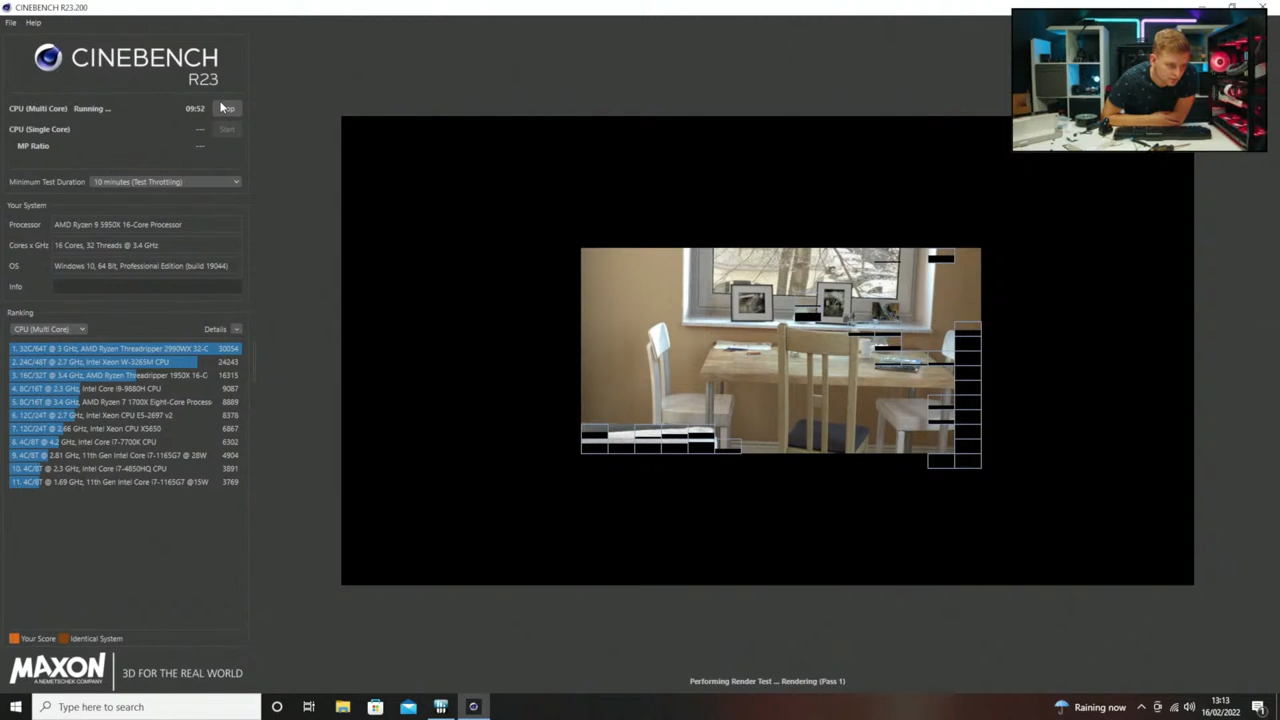 CINEBENCH R23.200
File Help
CINEBENCH
R23
CPU (Multi Core) Running ... 09:52
CPU (Single Core) --- Start
MP Ratio ---
Minimum Test Duration 10 minutes (Test Throttling)
Your System
Processor AMD Ryzen 9 5950X 16-Core Processor
Cores x GHz 16 Cores, 32 Threads @ 3.4 GHz
OS Windows 10, 64 Bit, Professional Edition (build 19044)
Info
Ranking
CPU (Multi Core) Details
1. 32C/64T @ 3 GHz, AMD Ryzen Threadripper 2990WX 32-C 30054
2. 24C/48T @ 2.7 GHz, Intel Xeon W-3265M CPU 24243
3. 16C/32T @ 3.4 GHz, AMD Ryzen Threadripper 1950X 16-C 16315
4. 8C/16T @ 2.3 GHz, Intel Core i9-9880H CPU 9087
5. 8C/16T @ 3.4 GHz, AMD Ryzen 7 1700X Eight-Core Proces 8889
6. 12C/24T @ 2.7 GHz, Intel Xeon CPU E5-2697 v2 8378
7. 12C/24T @ 2.66 GHz, Intel Xeon CPU X5650 6867
8. 4C/8T @ 4.2 GHz, Intel Core i7-7700K CPU 6302
9. 4C/8T @ 2.81 GHz, 11th Gen Intel Core i7-1165G7 @ 28W 4904
10. 4C/8T @ 2.3 GHz, Intel Core i7-4850HQ CPU 3891
11. 4C/8T @ 1.69 GHz, 11th Gen Intel Core i7-1165G7 @15W 3769
Your Score Identical System
MAXON
A NEMETSCHEK COMPANY
3D FOR THE REAL WORLD
Performing Render Test ... Rendering (Pass 1)
Type here to search
Raining now
13:13
16/02/2022
1